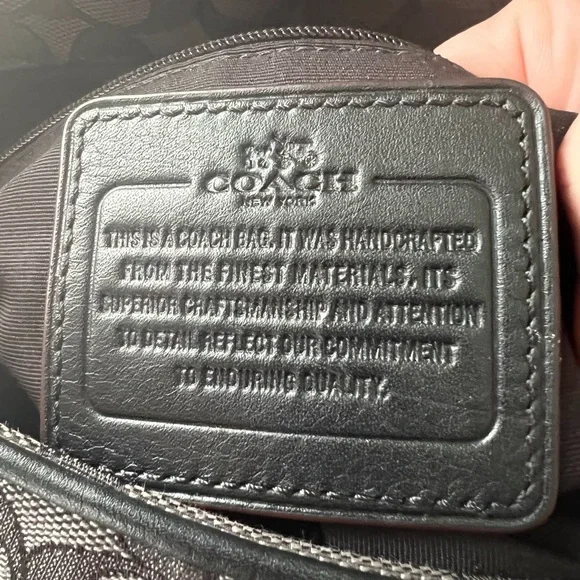 COACH
NEW YORK
THIS IS A COACH BAG. IT WAS HANDCRAFTED
FROM THE FINEST MATERIALS. ITS
SUPERIOR CRAFTSMANSHIP AND ATTENTION
TO DETAIL REFLECT OUR COMMITMENT
TO ENDURING QUALITY.